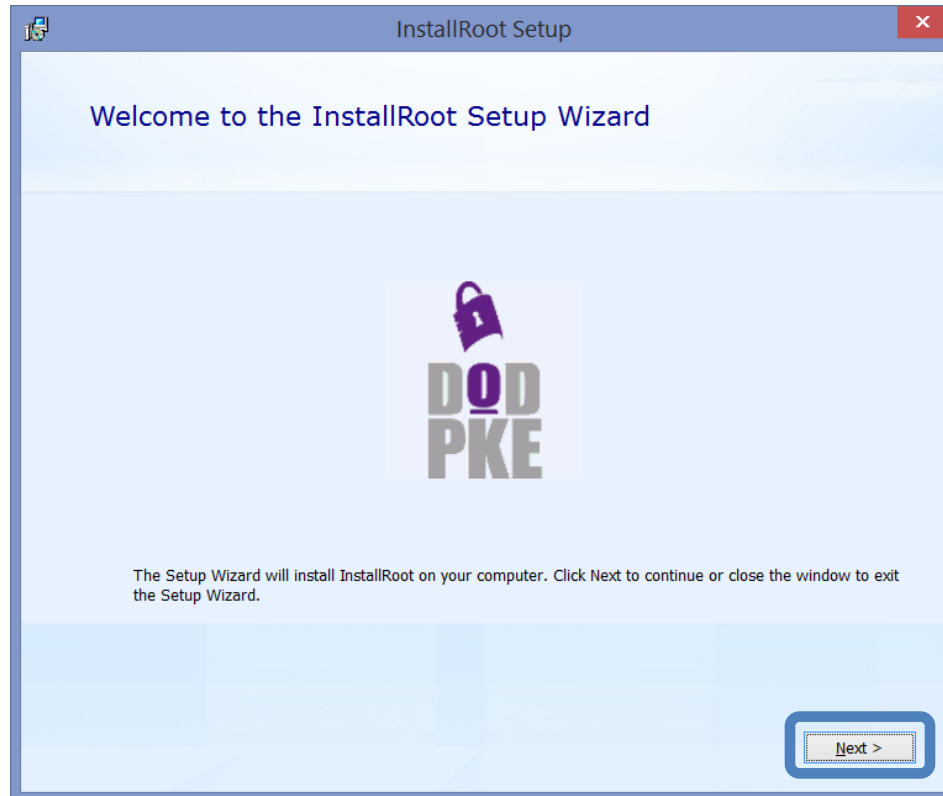 InstallRoot Setup
Welcome to the InstallRoot Setup Wizard
DOD
PKE
The Setup Wizard will install InstallRoot on your computer. Click Next to continue or close the window to exit
the Setup Wizard.
Next >